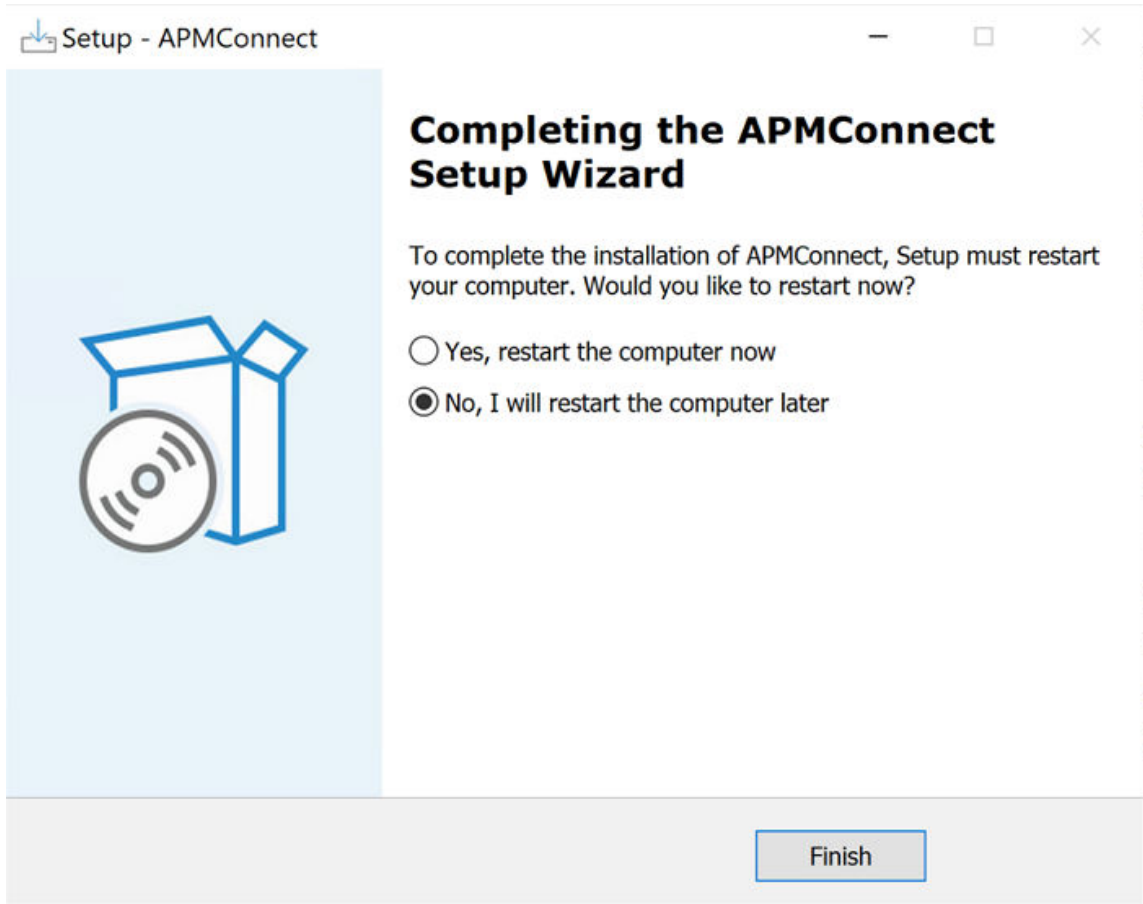 Setup - APMConnect
Completing the APMConnect
Setup Wizard
To complete the installation of APMConnect, Setup must restart
your computer. Would you like to restart now?
Yes, restart the computer now
No, I will restart the computer later
Finish